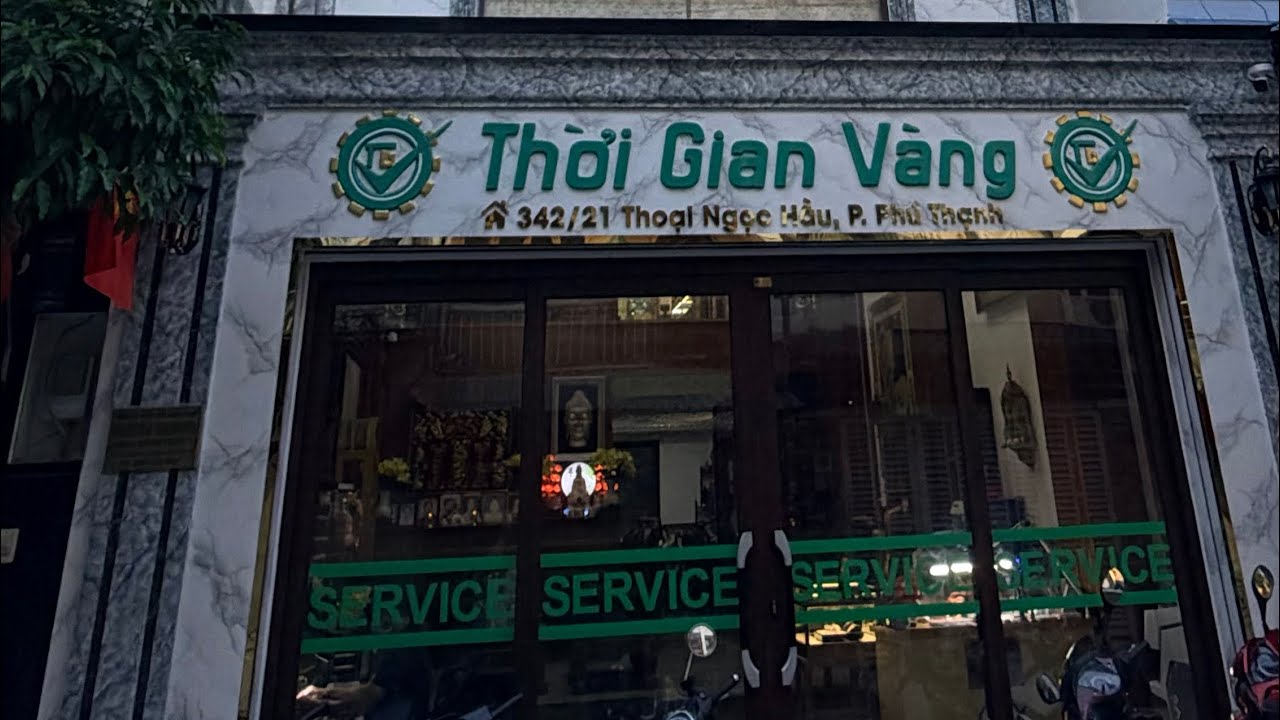 Thời Gian Vàng
342/21 Thoại Ngọc Hầu, P. Phú Thạnh
SERVICE SERVICE SERVICE SERVICE